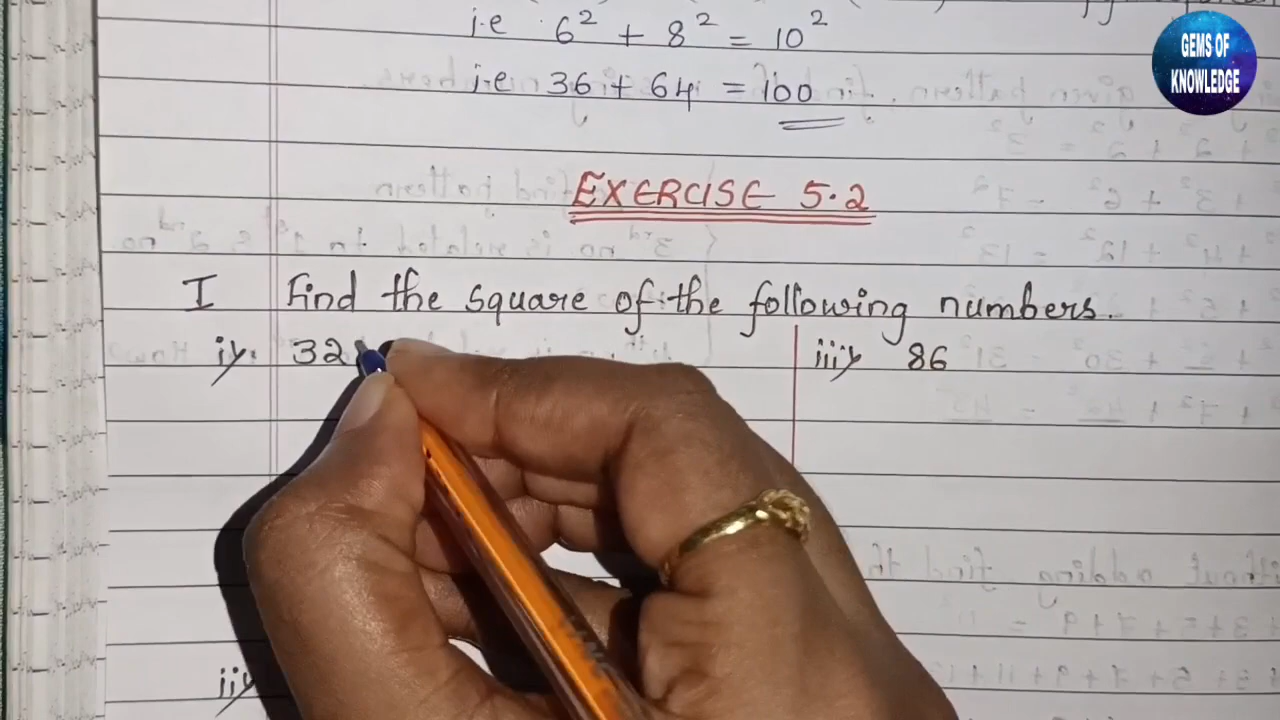 i.e 6² + 8² = 10²
GEMS OF
KNOWLEDGE
i.e 36 + 64 = 100
EXERCISE 5.2
I Find the square of the following numbers.
i) 32
iii) 86
ii)